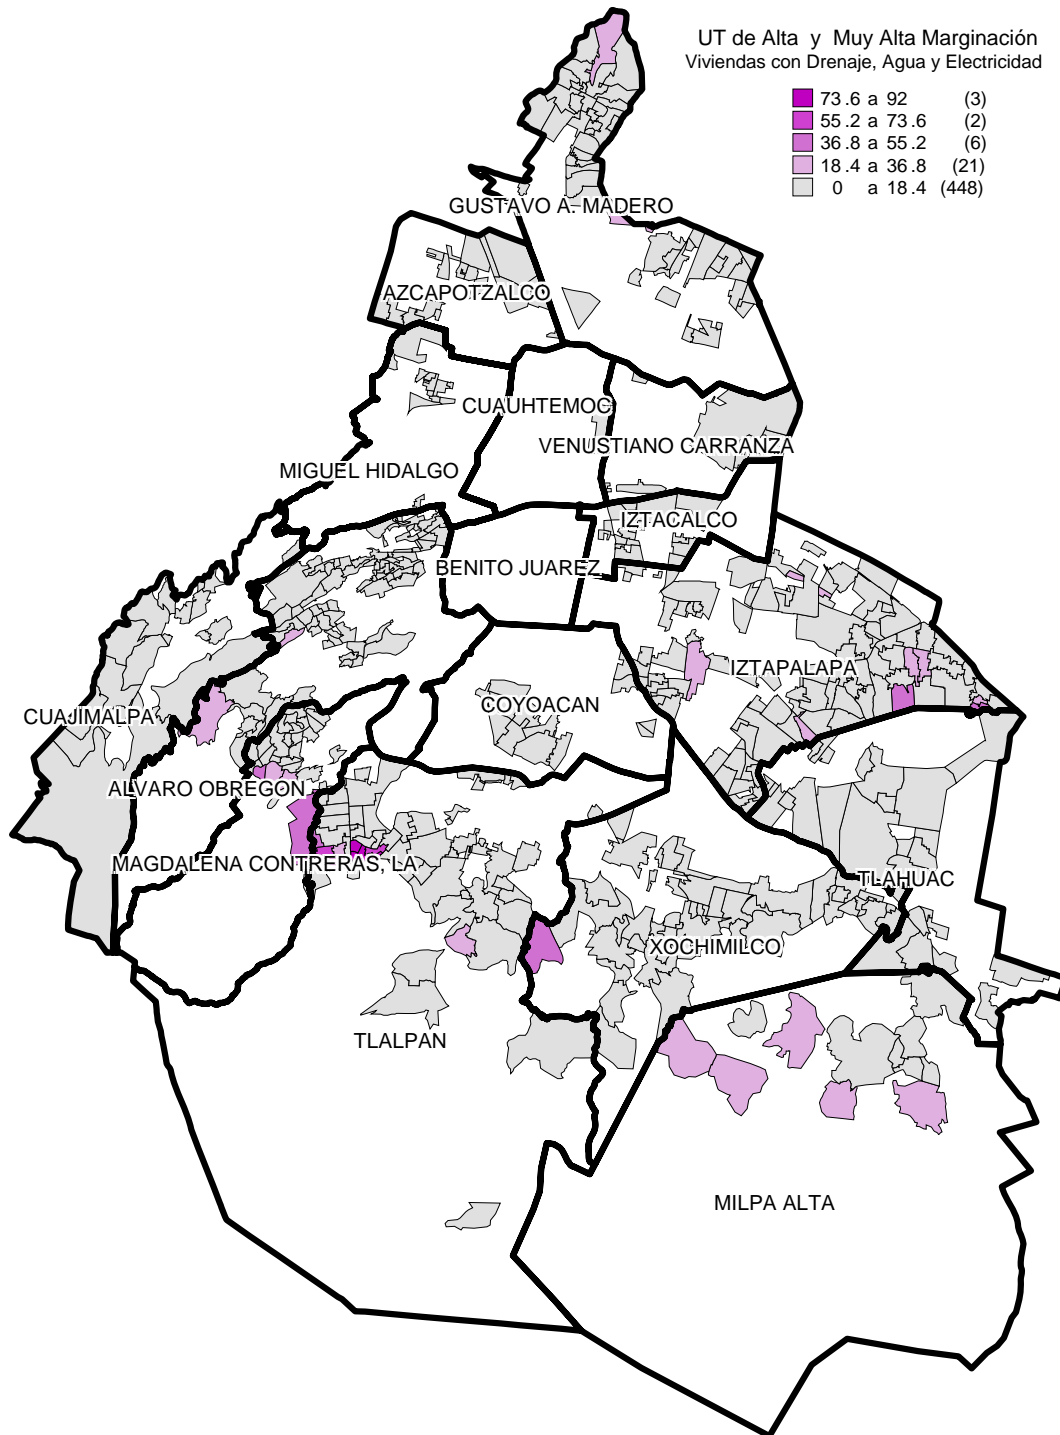 UT de Alta y Muy Alta Marginación
Viviendas con Drenaje, Agua y Electricidad
73.6 a 92 (3)
55.2 a 73.6 (2)
36.8 a 55.2 (6)
18.4 a 36.8 (21)
0 a 18.4 (448)
GUSTAVO A. MADERO
AZCAPOTZALCO
CUAUHTEMOC
VENUSTIANO CARRANZA
MIGUEL HIDALGO
IZTACALCO
BENITO JUAREZ
IZTAPALAPA
COYOACAN
CUAJIMALPA
ALVARO OBREGON
MAGDALENA CONTRERAS, LA
TLAHUAC
XOCHIMILCO
TLALPAN
MILPA ALTA